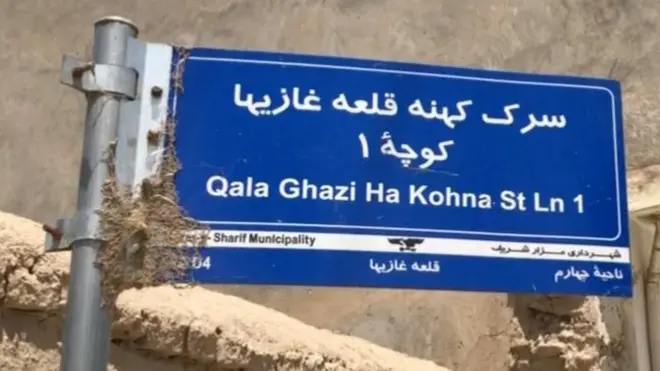 سرک کهنه قلعه غازیها
کوچهٔ ۱
Qala Ghazi Ha Kohna St Ln 1
Sharif Municipality
شهرداری مزار شریف
04
قلعه غازیها
ناحیهٔ چهارم